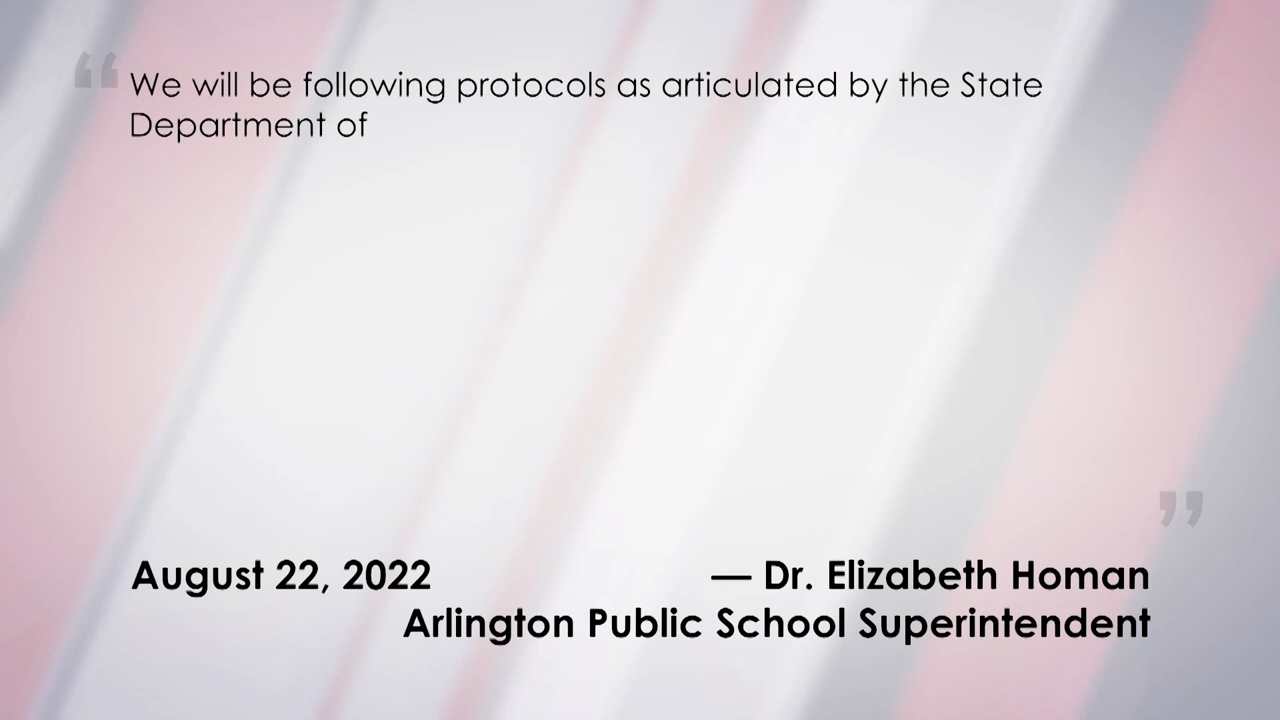 “ We will be following protocols as articulated by the State
Department of
”
August 22, 2022 — Dr. Elizabeth Homan
Arlington Public School Superintendent